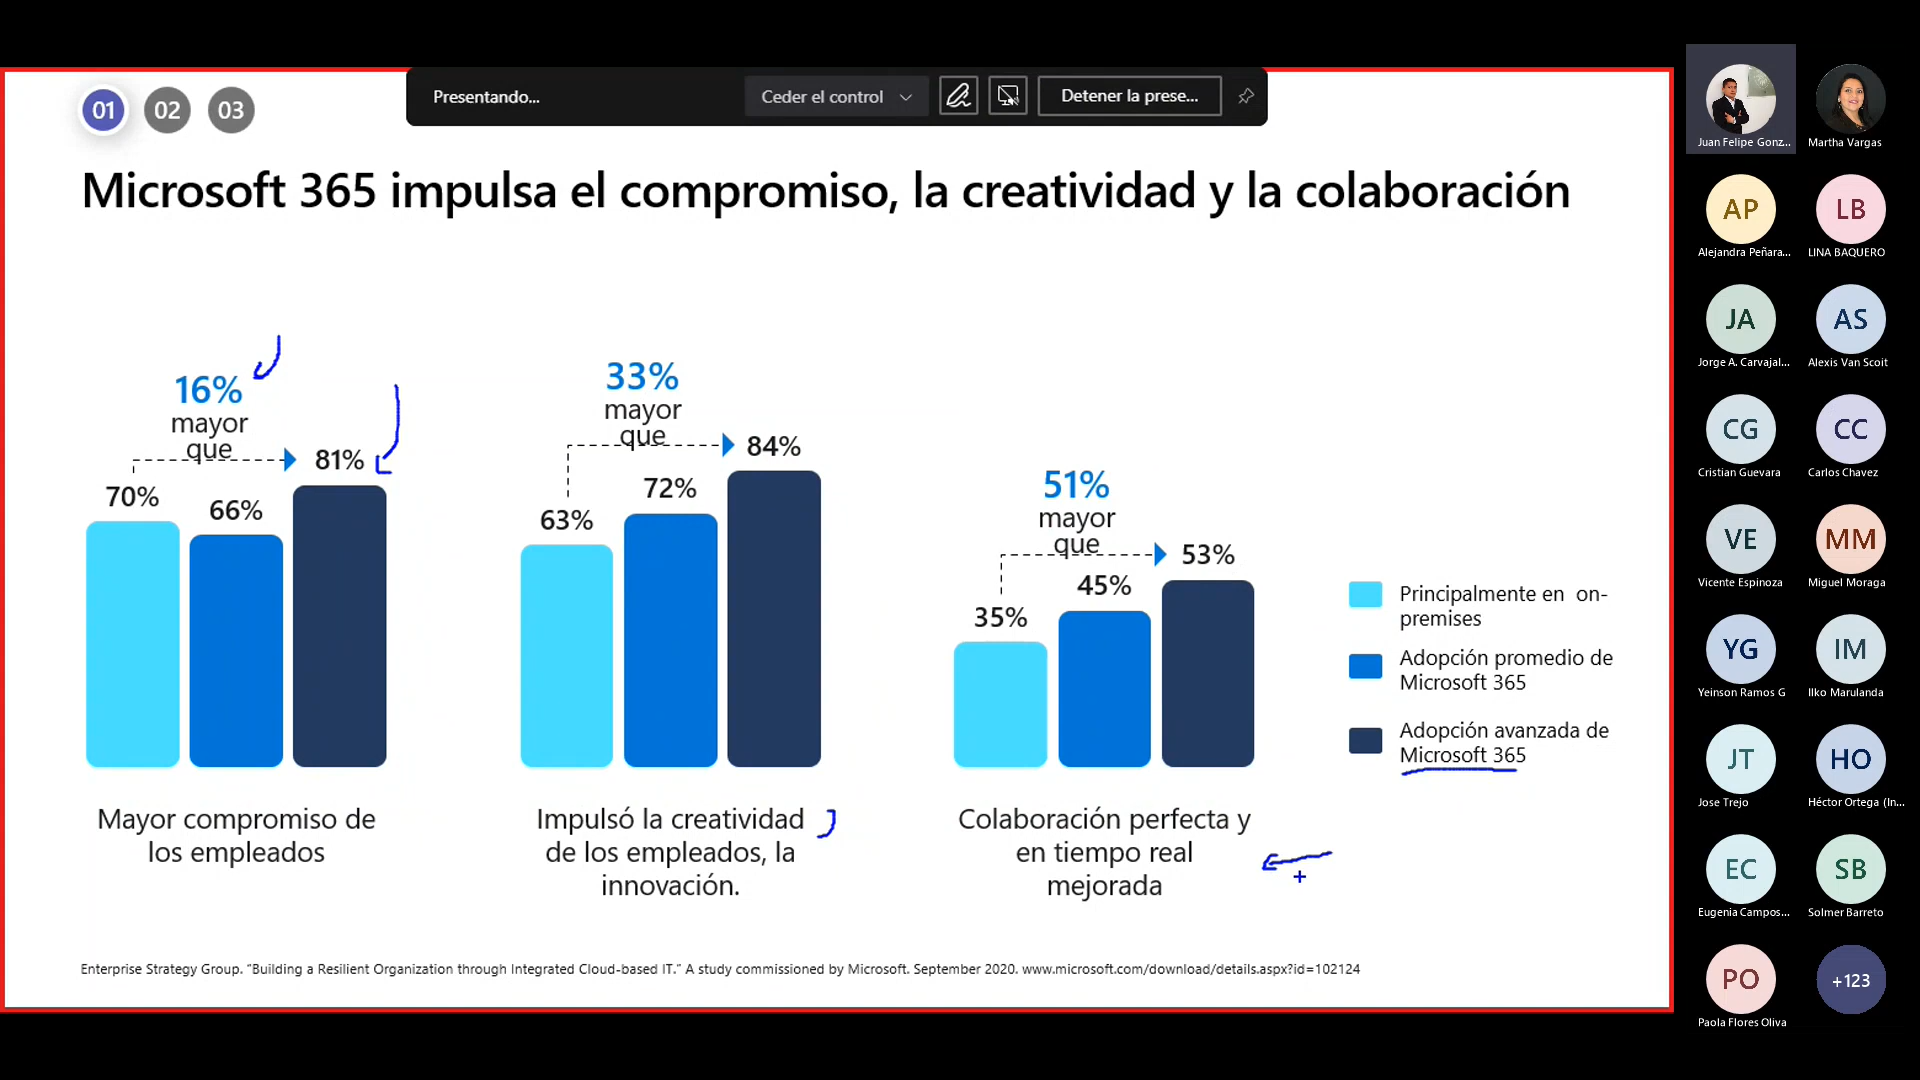 Presentando...
Ceder el control
Detener la prese...
01 02 03
Microsoft 365 impulsa el compromiso, la creatividad y la colaboración
16%
mayor
que
70%
66%
81%
Mayor compromiso de
los empleados
33%
mayor
que
63%
72%
84%
Impulsó la creatividad
de los empleados, la
innovación.
51%
mayor
que
35%
45%
53%
Colaboración perfecta y
en tiempo real
mejorada
Principalmente en on-
premises
Adopción promedio de
Microsoft 365
Adopción avanzada de
Microsoft 365
Enterprise Strategy Group. “Building a Resilient Organization through Integrated Cloud-based IT.” A study commissioned by Microsoft. September 2020. www.microsoft.com/download/details.aspx?id=102124
Juan Felipe Gonz...
Martha Vargas
AP
Alejandra Peñara...
LB
LINA BAQUERO
JA
Jorge A. Carvajal...
AS
Alexis Van Scoit
CG
Cristian Guevara
CC
Carlos Chavez
VE
Vicente Espinoza
MM
Miguel Moraga
YG
Yeinson Ramos G
IM
Ilko Marulanda
JT
Jose Trejo
HO
Héctor Ortega (In...
EC
Eugenia Campos...
SB
Solmer Barreto
PO
Paola Flores Oliva
+123